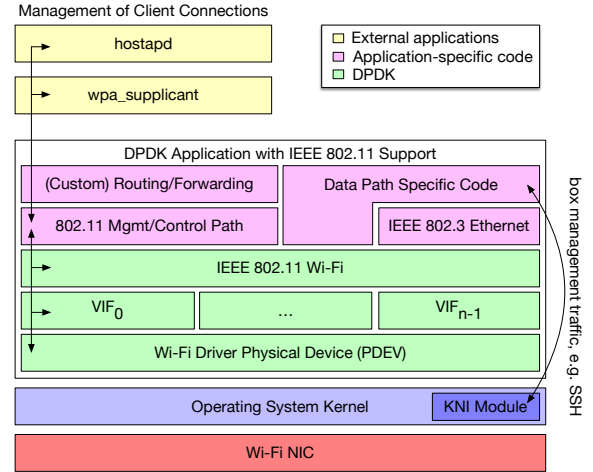 Management of Client Connections
hostapd
wpa_supplicant
External applications
Application-specific code
DPDK
DPDK Application with IEEE 802.11 Support
(Custom) Routing/Forwarding
Data Path Specific Code
802.11 Mgmt/Control Path
IEEE 802.3 Ethernet
IEEE 802.11 Wi-Fi
VIF0
...
VIFn-1
Wi-Fi Driver Physical Device (PDEV)
Operating System Kernel
KNI Module
Wi-Fi NIC
box management traffic, e.g. SSH